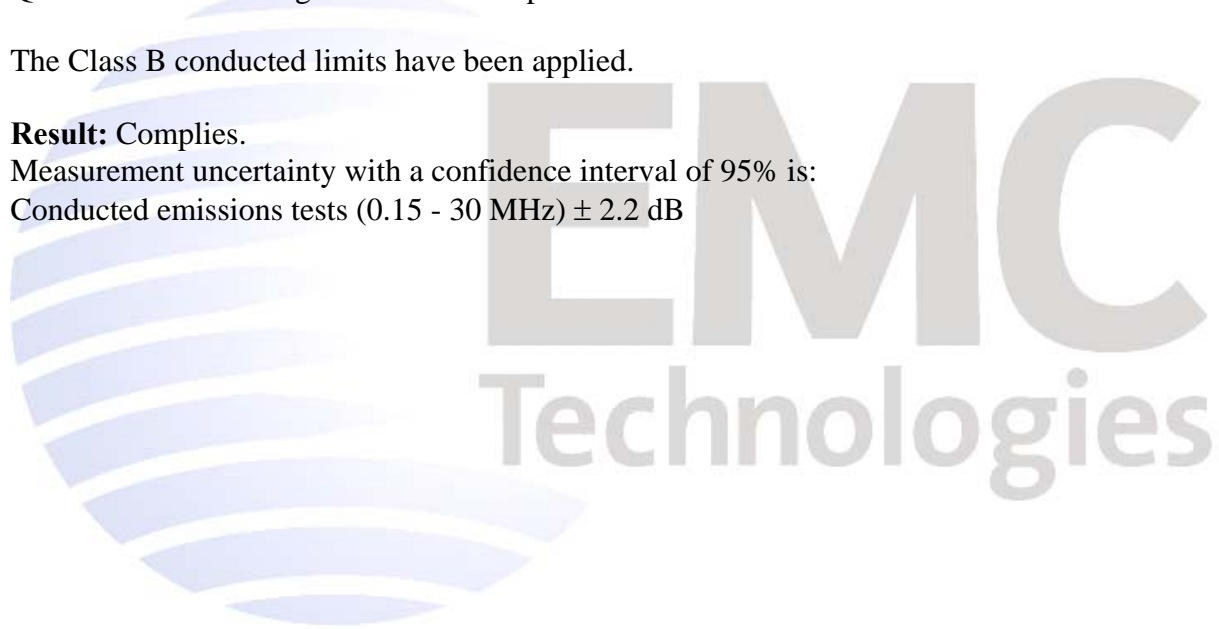 The Class B conducted limits have been applied.
Result: Complies.
Measurement uncertainty with a confidence interval of 95% is:
Conducted emissions tests (0.15 - 30 MHz) ± 2.2 dB
EMC
Technologies